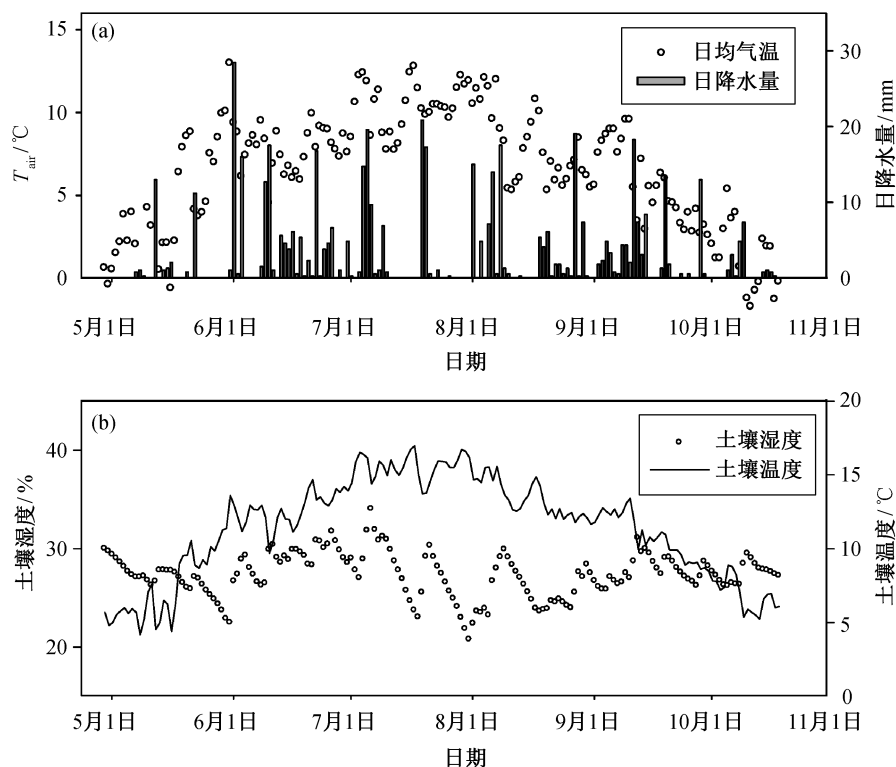 (a)
日均气温
日降水量
15
10
5
0
T air /℃
30
20
10
0
日降水量/mm
5月1日 6月1日 7月1日 8月1日 9月1日 10月1日 11月1日
日期
(b)
土壤湿度
土壤温度
40
30
20
土壤湿度/%
20
15
10
5
0
土壤温度/℃
5月1日 6月1日 7月1日 8月1日 9月1日 10月1日 11月1日
日期